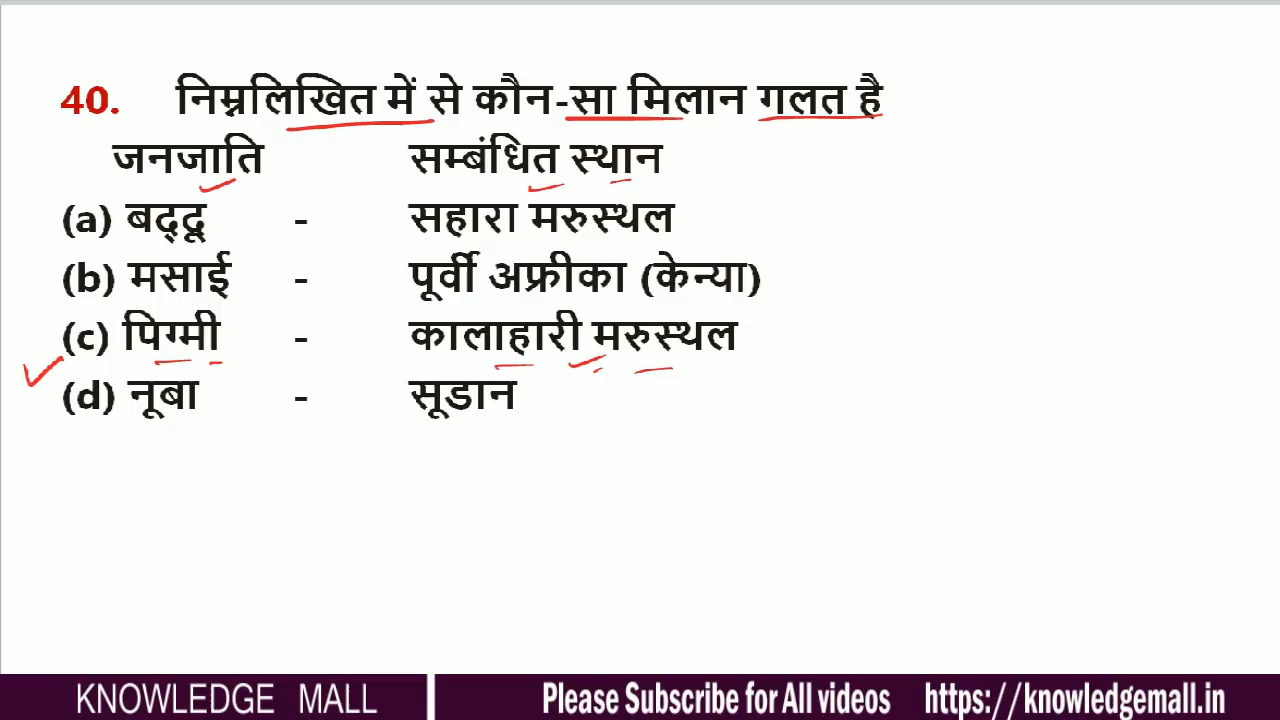 40. निम्नलिखित में से कौन-सा मिलान गलत है
जनजाति सम्बंधित स्थान
(a) बद्दू - सहारा मरुस्थल
(b) मसाई - पूर्वी अफ्रीका (केन्या)
(c) पिग्मी - कालाहारी मरुस्थल
(d) नूबा - सूडान
KNOWLEDGE MALL Please Subscribe for All videos https://knowledgemall.in